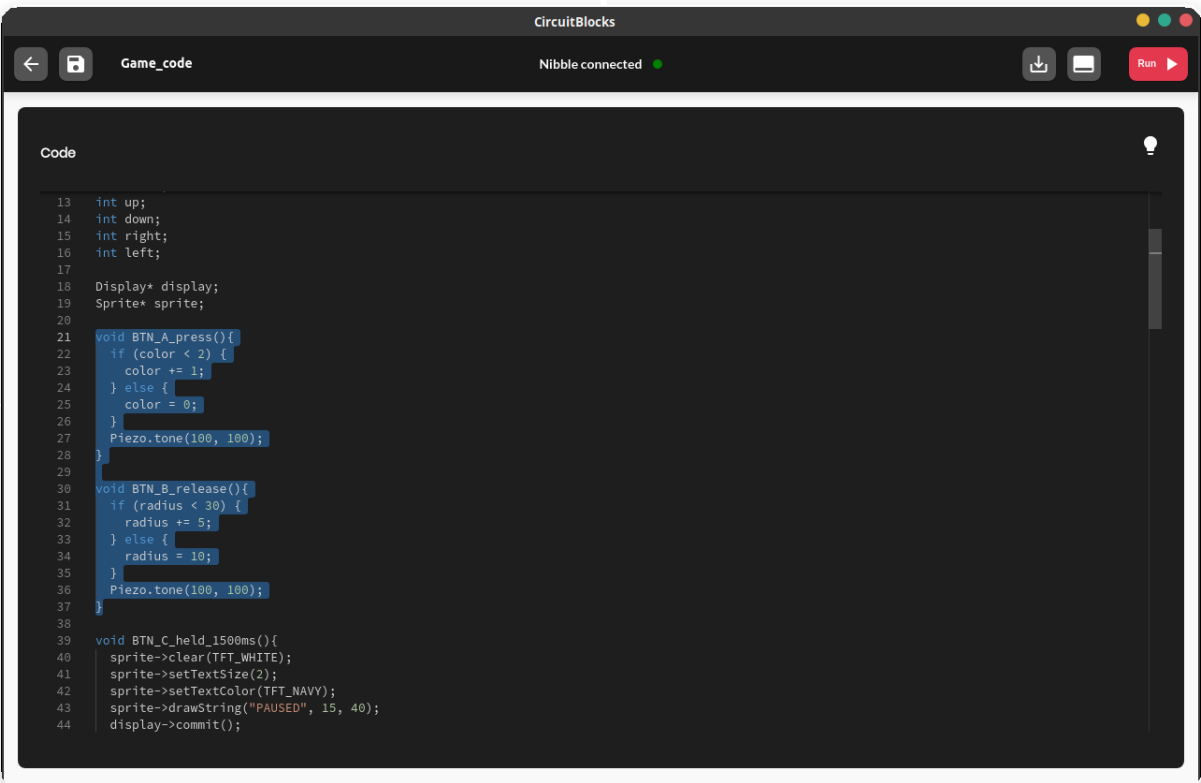 CircuitBlocks
Game_code
Nibble connected
Run
Code
13 int up;
14 int down;
15 int right;
16 int left;
17
18 Display* display;
19 Sprite* sprite;
20
21 void BTN_A_press(){
22   if (color < 2) {
23     color += 1;
24   } else {
25     color = 0;
26   }
27   Piezo.tone(100, 100);
28 }
29
30 void BTN_B_release(){
31   if (radius < 30) {
32     radius += 5;
33   } else {
34     radius = 10;
35   }
36   Piezo.tone(100, 100);
37 }
38
39 void BTN_C_held_1500ms(){
40   sprite->clear(TFT_WHITE);
41   sprite->setTextSize(2);
42   sprite->setTextColor(TFT_NAVY);
43   sprite->drawString("PAUSED", 15, 40);
44   display->commit();